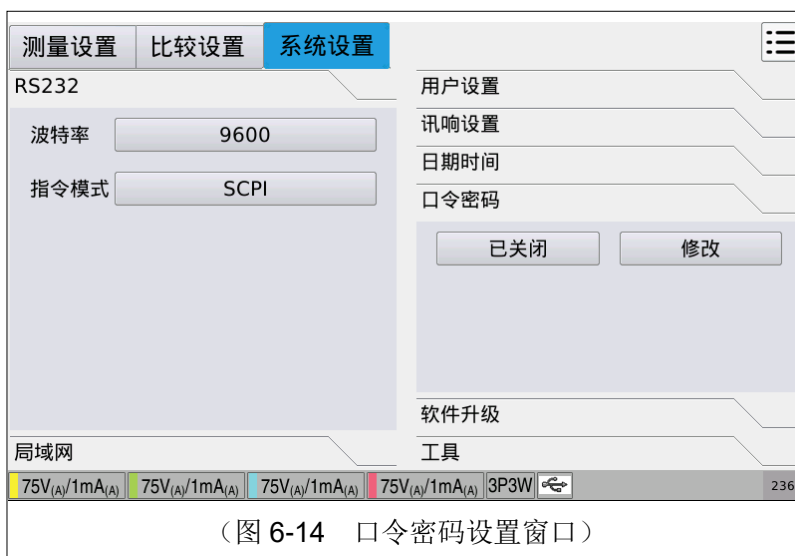 测量设置 比较设置 系统设置
RS232
波特率 9600
指令模式 SCPI
局域网
用户设置
讯响设置
日期时间
口令密码
已关闭 修改
软件升级
工具
75V(A)/1mA(A) 75V(A)/1mA(A) 75V(A)/1mA(A) 75V(A)/1mA(A) 3P3W 236
（图 6-14 口令密码设置窗口）